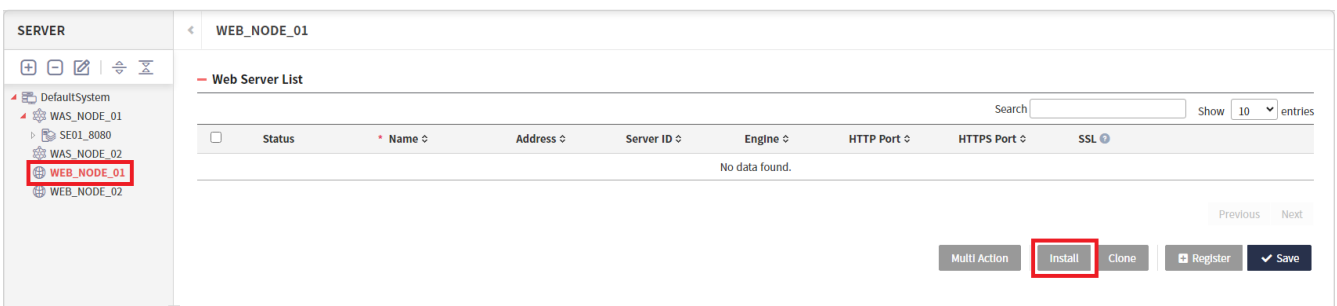 SERVER
WEB_NODE_01
DefaultSystem
WAS_NODE_01
SE01_8080
WAS_NODE_02
WEB_NODE_01
WEB_NODE_02
Web Server List
Search Show 10 entries
Status * Name Address Server ID Engine HTTP Port HTTPS Port SSL ?
No data found.
Previous Next
Multi Action Install Clone Register Save